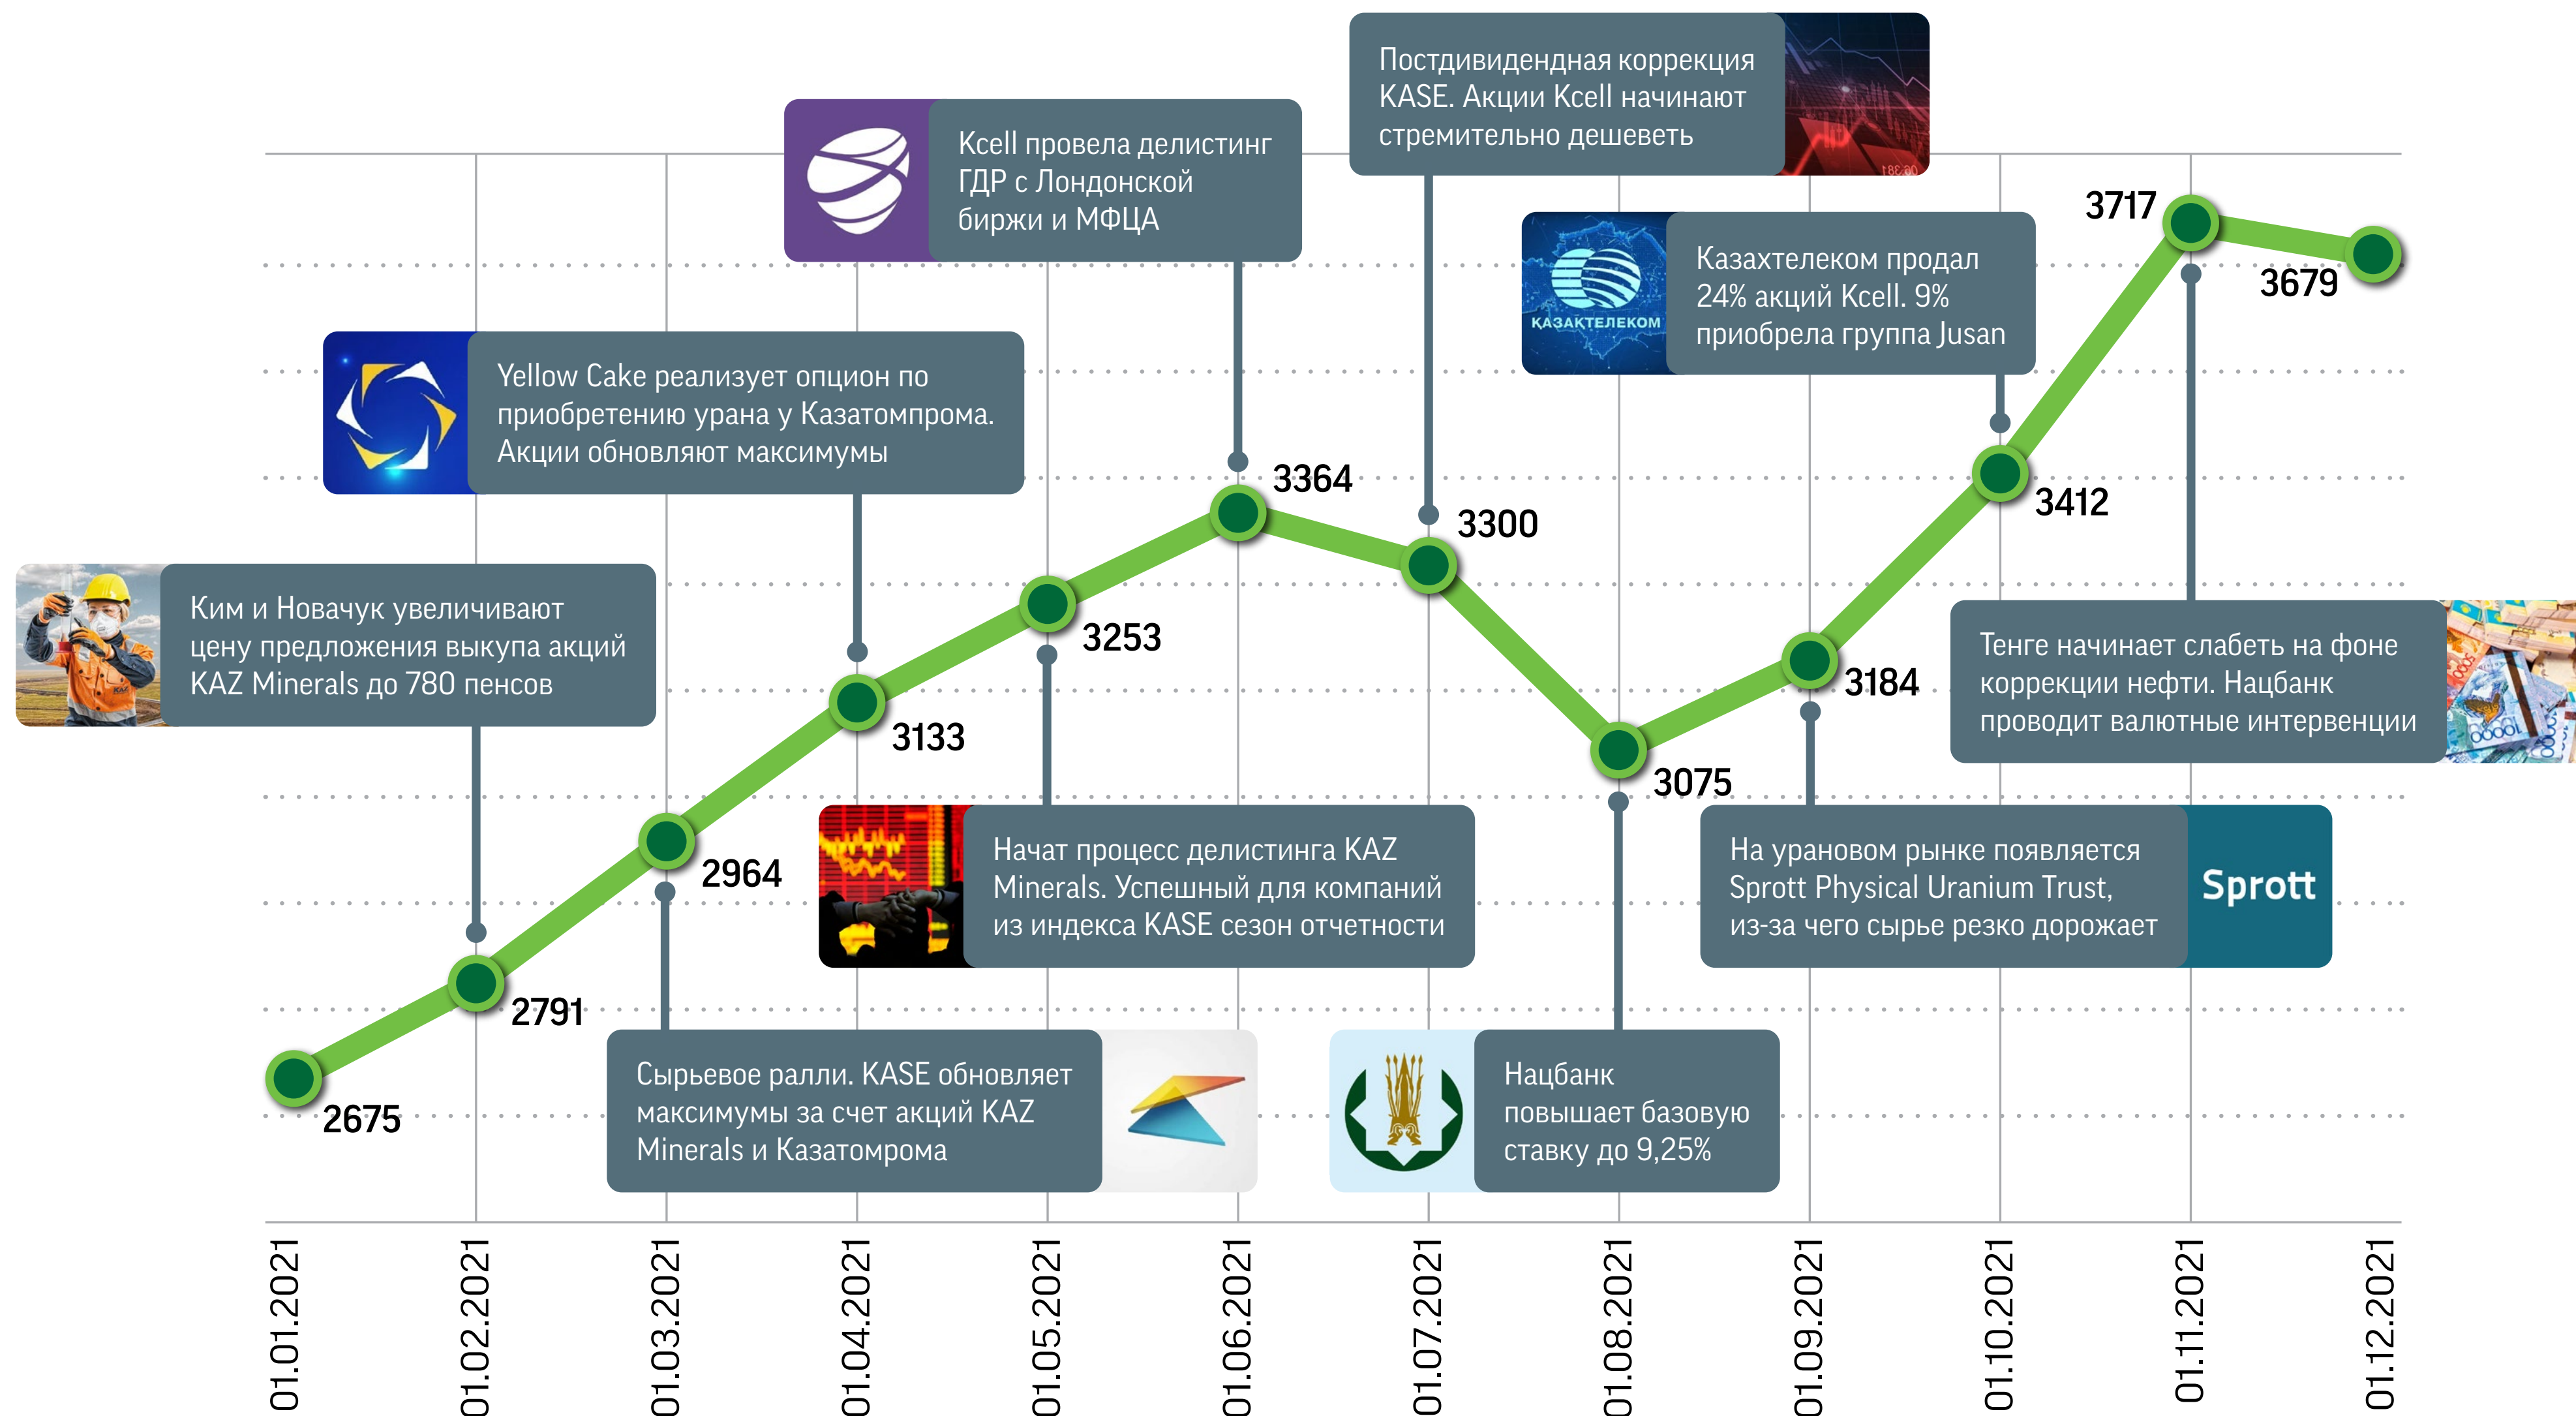 Постдивидендная коррекция
KASE. Акции Kcell начинают
стремительно дешеветь
Kcell провела делистинг
ГДР с Лондонской
биржи и МФЦА
3717
3679
Казахтелеком продал
24% акций Kcell. 9%
приобрела группа Jusan
ҚАЗАҚТЕЛЕКОМ
Yellow Cake реализует опцион по
приобретению урана у Казатомпрома.
Акции обновляют максимумы
3364
3300
3412
Ким и Новачук увеличивают
цену предложения выкупа акций
KAZ Minerals до 780 пенсов
3253
3184
Тенге начинает слабеть на фоне
коррекции нефти. Нацбанк
проводит валютные интервенции
3133
3075
2964
Начат процесс делистинга KAZ
Minerals. Успешный для компаний
из индекса KASE сезон отчетности
На урановом рынке появляется
Sprott Physical Uranium Trust,
из-за чего сырье резко дорожает
Sprott
2791
2675
Сырьевое ралли. KASE обновляет
максимумы за счет акций KAZ
Minerals и Казатомрома
Нацбанк
повышает базовую
ставку до 9,25%
01.01.2021
01.02.2021
01.03.2021
01.04.2021
01.05.2021
01.06.2021
01.07.2021
01.08.2021
01.09.2021
01.10.2021
01.11.2021
01.12.2021